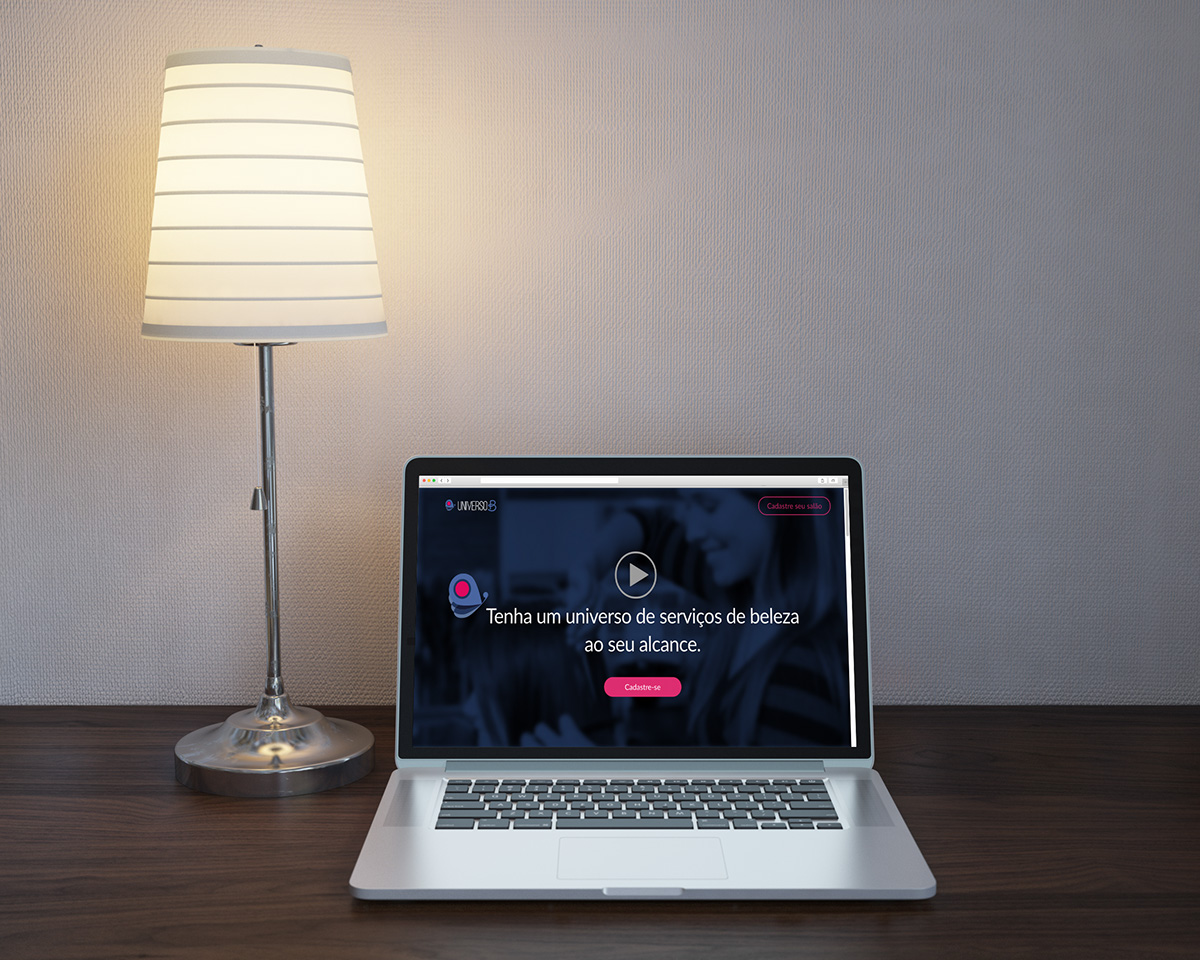 UNIVERSO B
Cadastre seu salão
Tenha um universo de serviços de beleza
ao seu alcance.
Cadastre-se